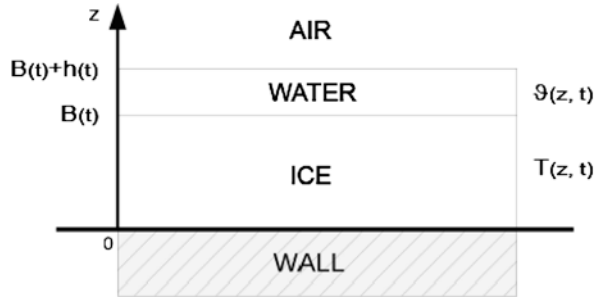 z
AIR
B(t)+h(t)
WATER
ϑ(z, t)
B(t)
ICE
T(z, t)
0
WALL